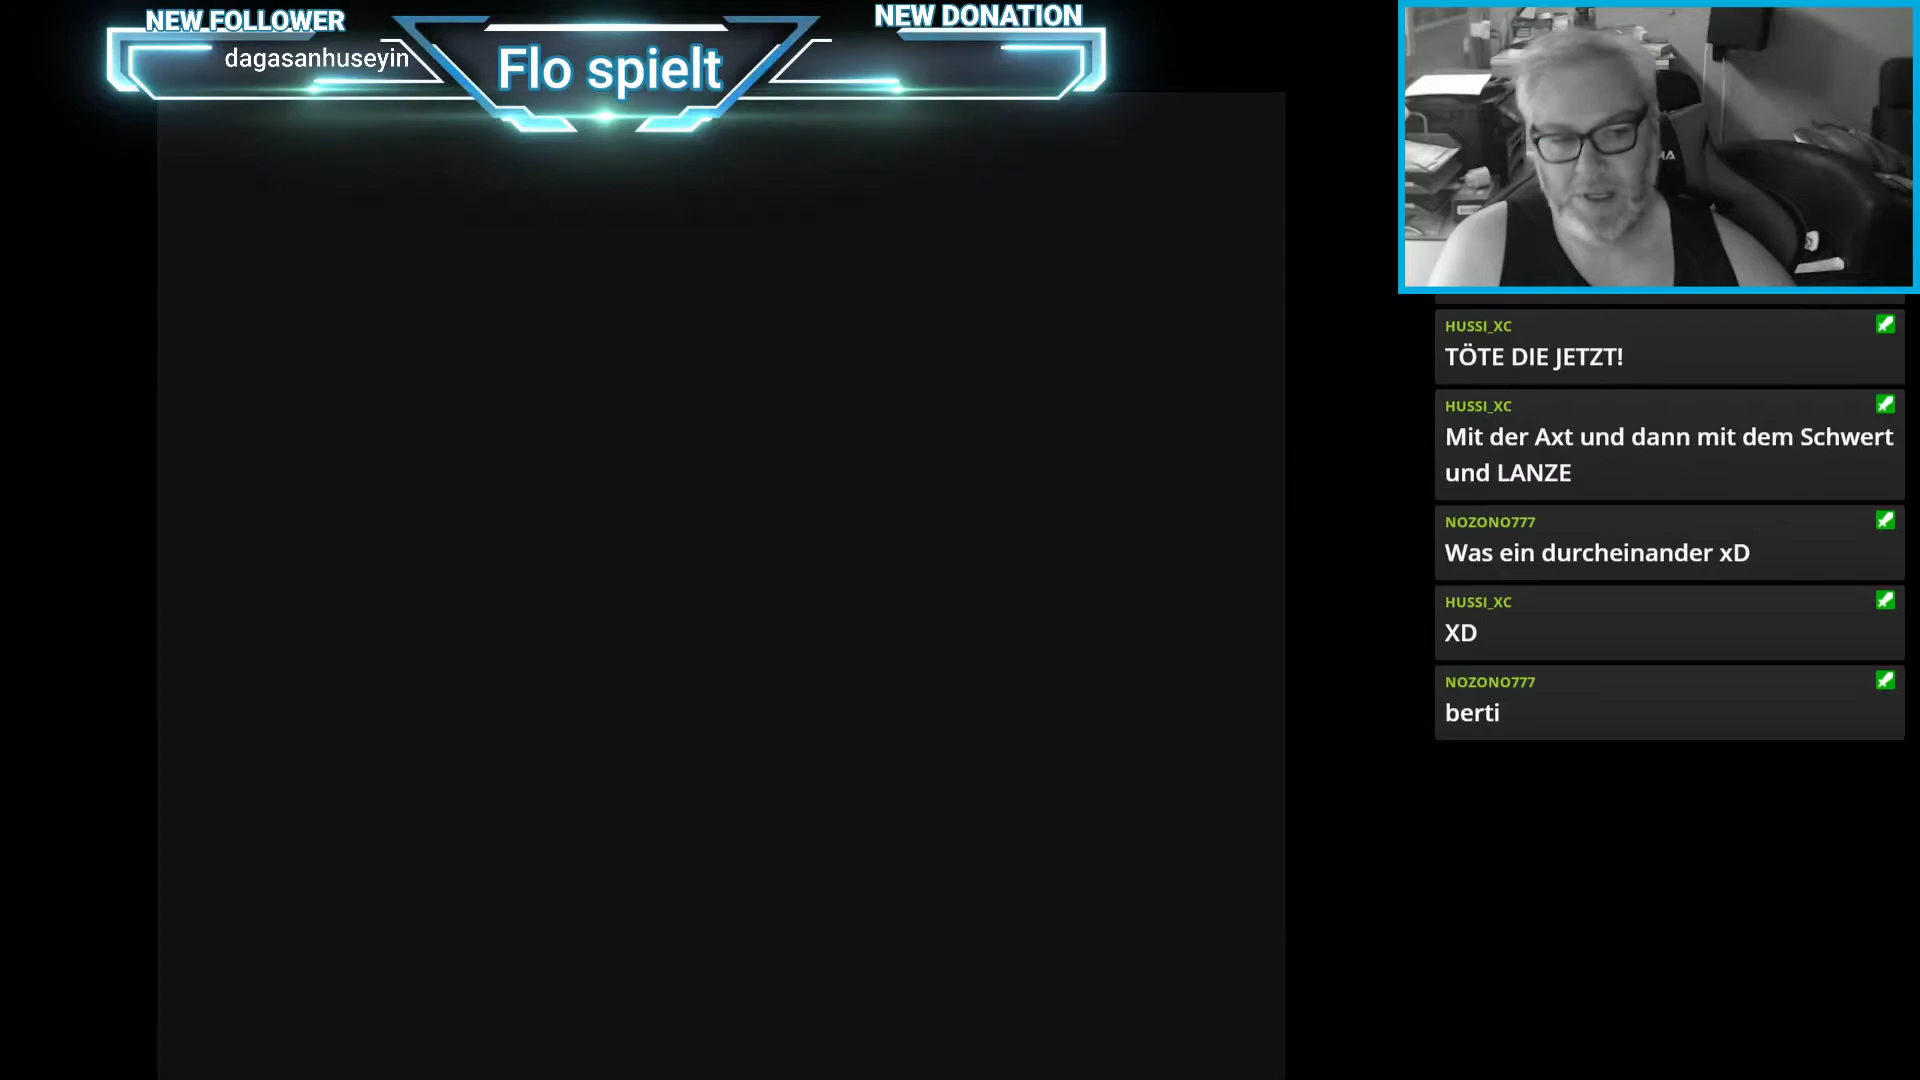 NEW FOLLOWER
dagasanhuseyin
Flo spielt
NEW DONATION
HUSSI_XC
TÖTE DIE JETZT!
HUSSI_XC
Mit der Axt und dann mit dem Schwert
und LANZE
NOZONO777
Was ein durcheinander xD
HUSSI_XC
XD
NOZONO777
berti